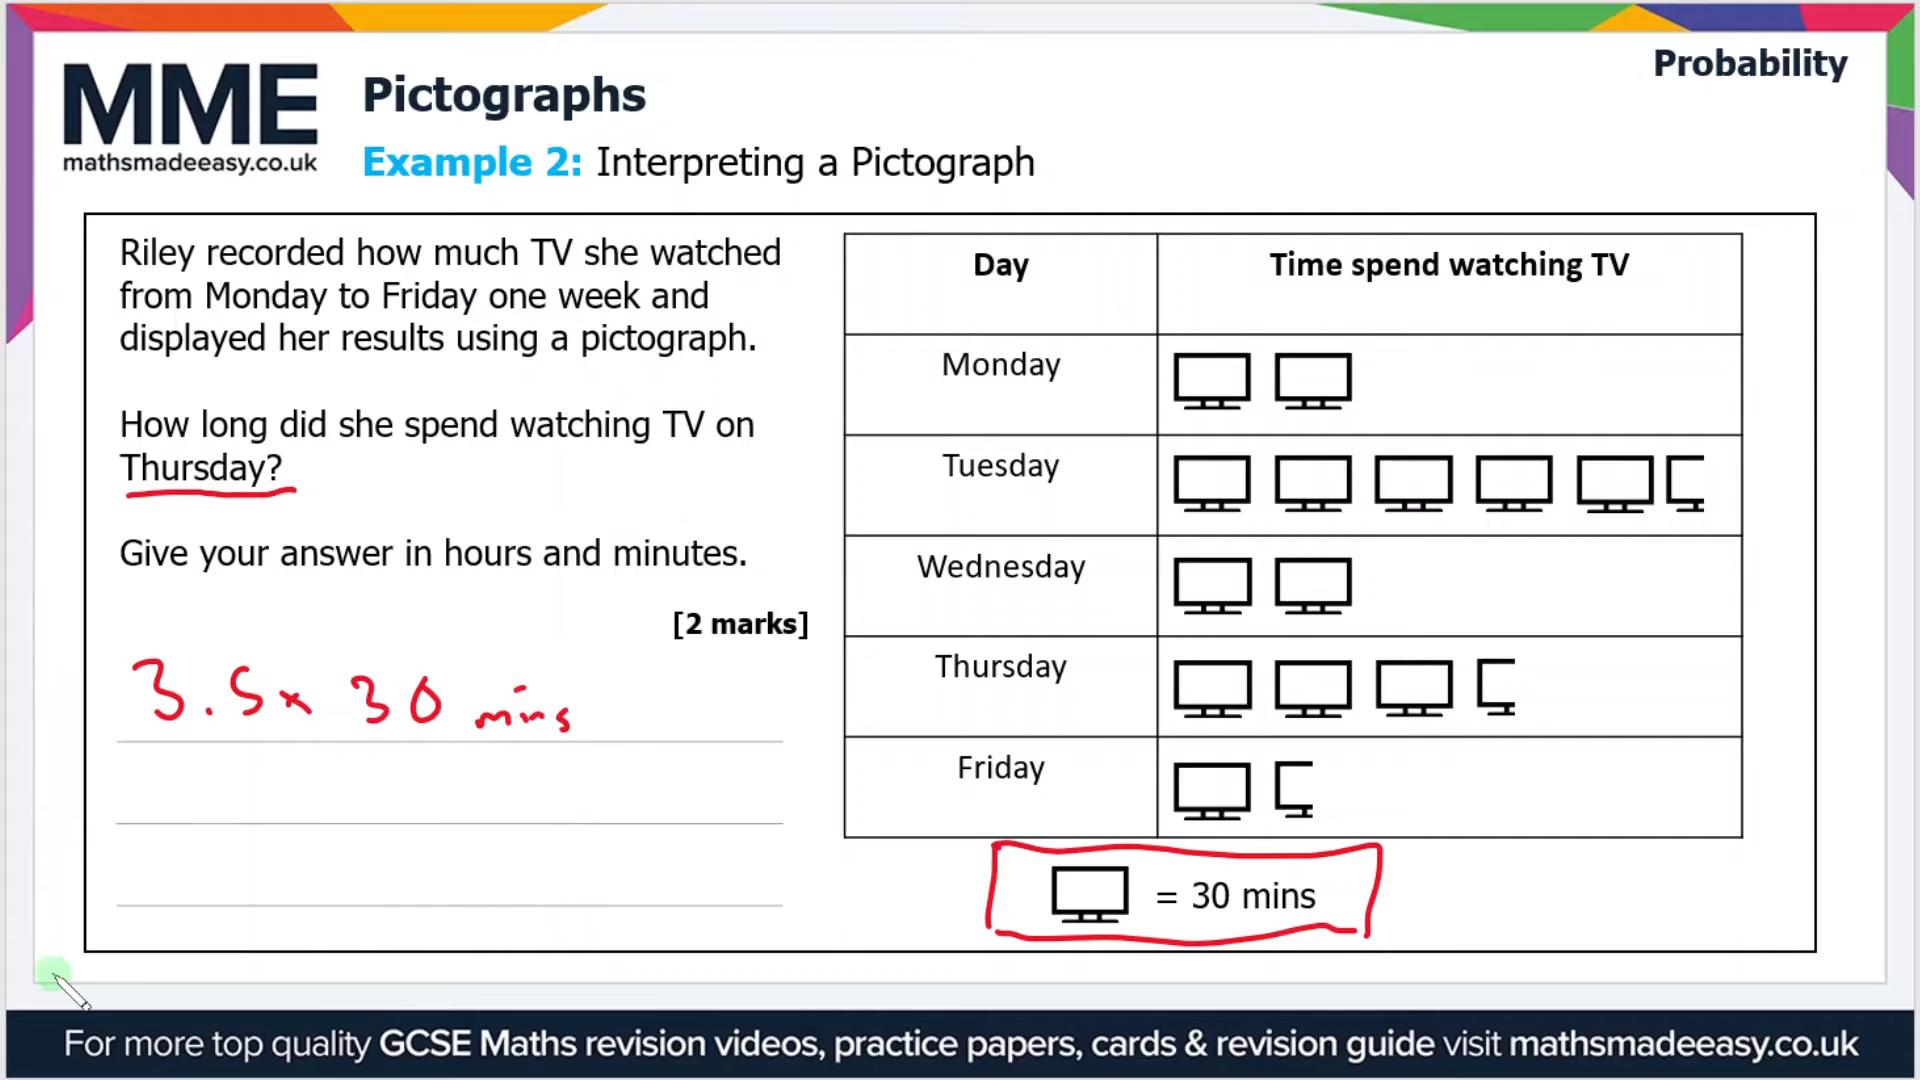 Probability
MME
mathsmadeeasy.co.uk
Pictographs
Example 2: Interpreting a Pictograph
Riley recorded how much TV she watched
from Monday to Friday one week and
displayed her results using a pictograph.
How long did she spend watching TV on
Thursday?
Give your answer in hours and minutes.
[2 marks]
3.5 × 30 mins
Day Time spend watching TV
Monday
Tuesday
Wednesday
Thursday
Friday
= 30 mins
For more top quality GCSE Maths revision videos, practice papers, cards & revision guide visit mathsmadeeasy.co.uk